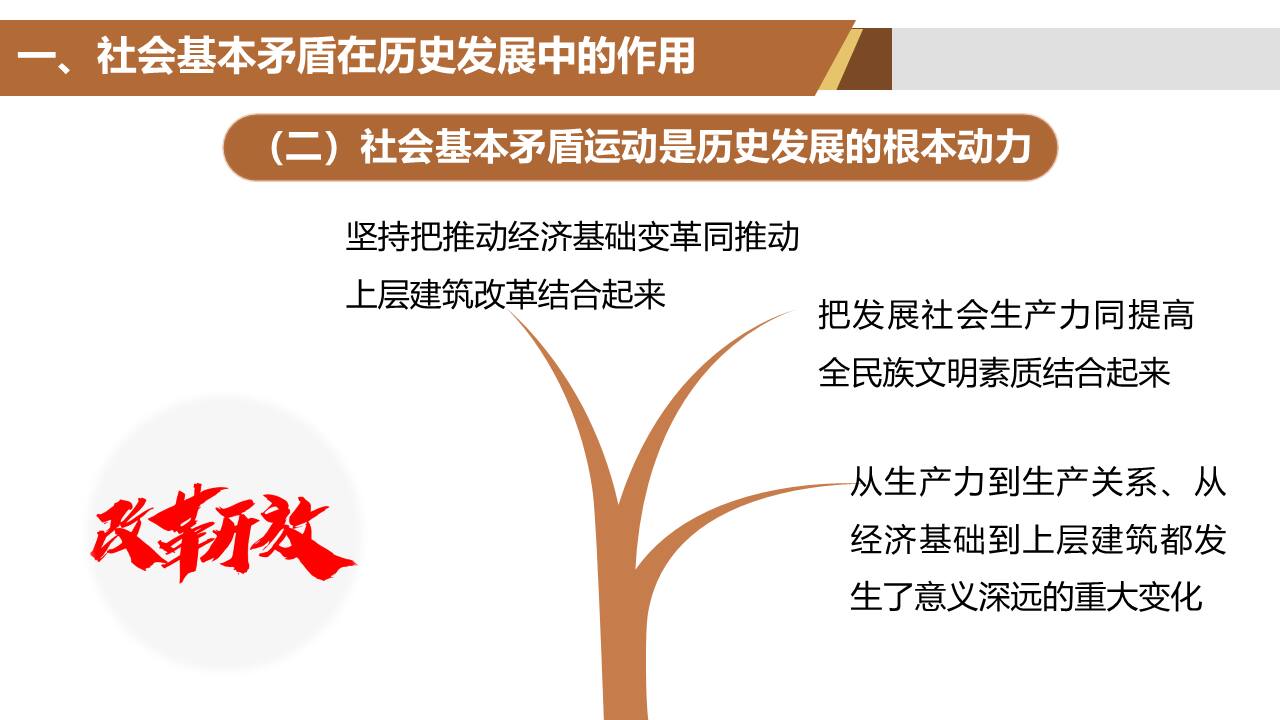 一、社会基本矛盾在历史发展中的作用
（二）社会基本矛盾运动是历史发展的根本动力
坚持把推动经济基础变革同推动
上层建筑改革结合起来
把发展社会生产力同提高
全民族文明素质结合起来
改革开放
从生产力到生产关系、从
经济基础到上层建筑都发
生了意义深远的重大变化